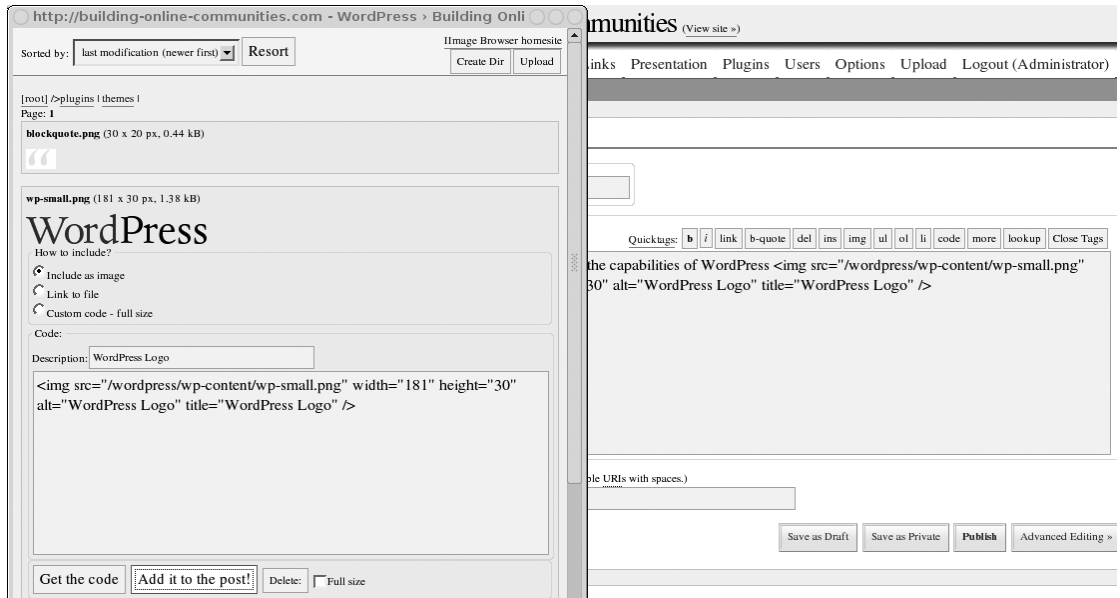 http://building-online-communities.com - WordPress › Building Onli
Sorted by: last modification (newer first) Resort
IImage Browser homesite
Create Dir Upload
[root] />plugins | themes |
Page: 1
blockquote.png (30 x 20 px, 0.44 kB)
“
wp-small.png (181 x 30 px, 1.38 kB)
WordPress
How to include?
Include as image
Link to file
Custom code - full size
Code:
Description: WordPress Logo
<img src="/wordpress/wp-content/wp-small.png" width="181" height="30"
alt="WordPress Logo" title="WordPress Logo" />
Get the code Add it to the post! Delete: Full size
munities (View site »)
inks Presentation Plugins Users Options Upload Logout (Administrator)
Quicktags: b i link b-quote del ins img ul ol li code more lookup Close Tags
the capabilities of WordPress <img src="/wordpress/wp-content/wp-small.png"
30" alt="WordPress Logo" title="WordPress Logo" />
ple URIs with spaces.)
Save as Draft Save as Private Publish Advanced Editing »